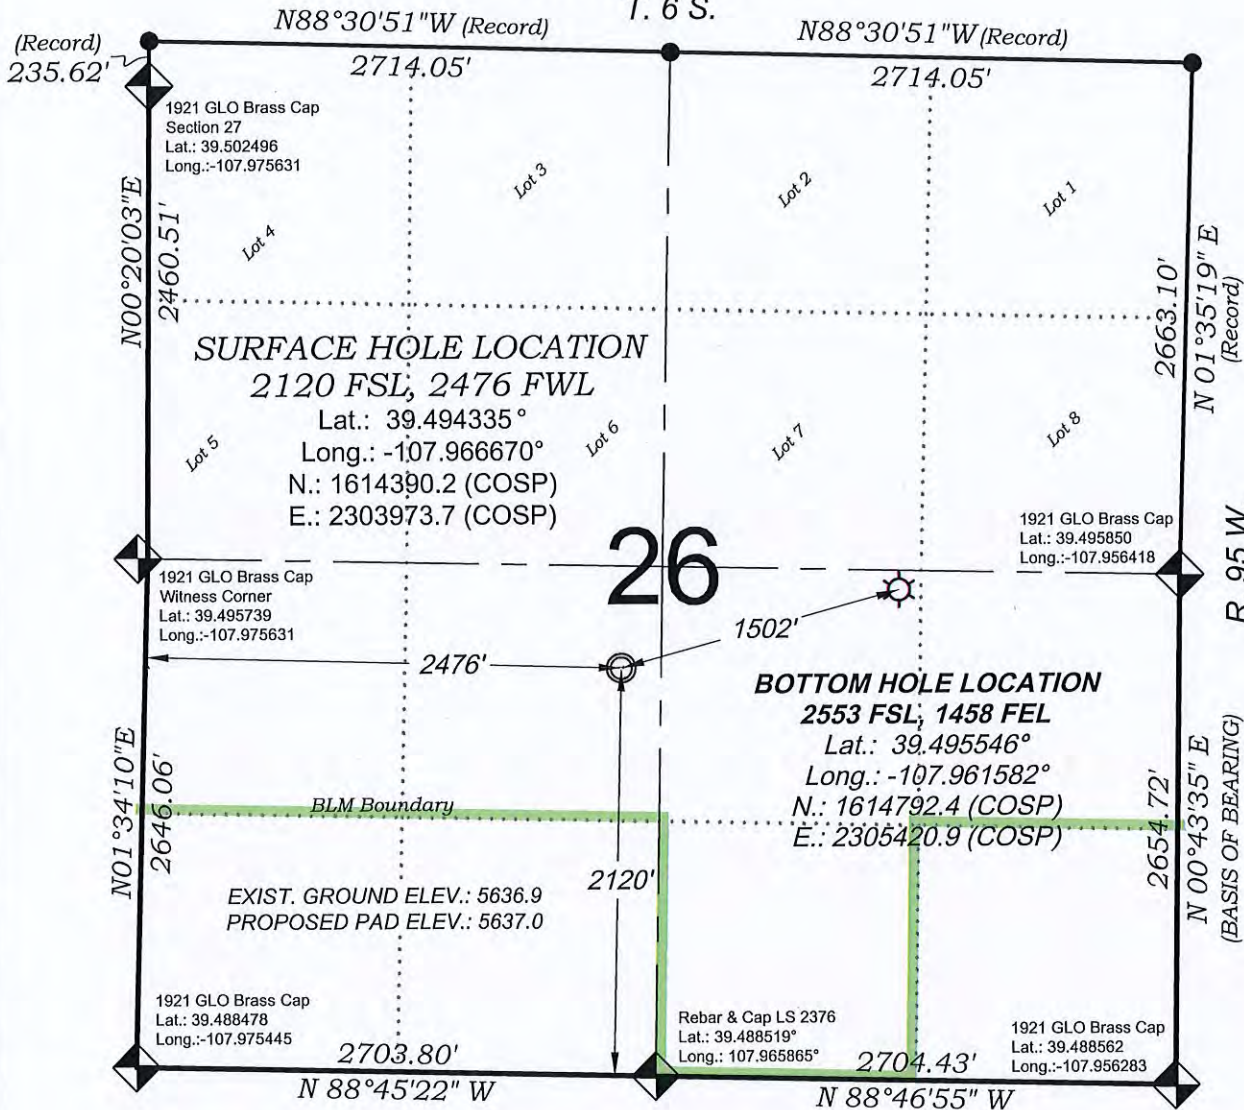 T. 6 S.
N88°30'51"W (Record)
N88°30'51"W (Record)
(Record)
235.62'
2714.05'
2714.05'
1921 GLO Brass Cap
Section 27
Lat.: 39.502496
Long.:-107.975631
Lot 3
Lot 2
Lot 1
Lot 4
N00°20'03"E
2460.51'
2663.10'
N 01°35'19" E
(Record)
SURFACE HOLE LOCATION
2120 FSL, 2476 FWL
Lat.: 39.494335°
Long.: -107.966670°
N.: 1614390.2 (COSP)
E.: 2303973.7 (COSP)
Lot 5
Lot 6
Lot 7
Lot 8
26
1921 GLO Brass Cap
Lat.: 39.495850
Long.:-107.956418
R. 95 W.
1921 GLO Brass Cap
Witness Corner
Lat.: 39.495739
Long.:-107.975631
1502'
2476'
BOTTOM HOLE LOCATION
2553 FSL, 1458 FEL
Lat.: 39.495546°
Long.: -107.961582°
N.: 1614792.4 (COSP)
E.: 2305420.9 (COSP)
N01°34'10"E
2646.06'
BLM Boundary
2654.72'
N 00°43'35" E
(BASIS OF BEARING)
2120'
EXIST. GROUND ELEV.: 5636.9
PROPOSED PAD ELEV.: 5637.0
1921 GLO Brass Cap
Lat.: 39.488478
Long.:-107.975445
Rebar & Cap LS 2376
Lat.: 39.488519°
Long.: 107.965865°
1921 GLO Brass Cap
Lat.: 39.488562
Long.:-107.956283
2703.80'
2704.43'
N 88°45'22" W
N 88°46'55" W